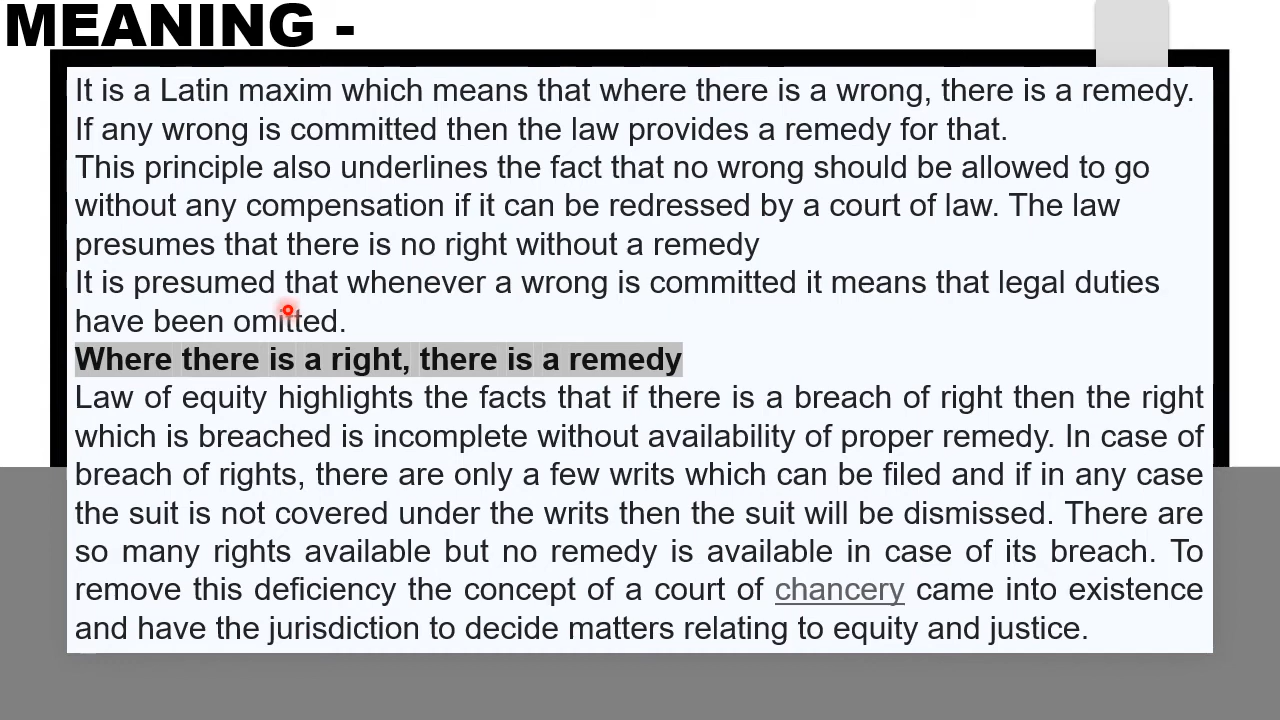 MEANING -
It is a Latin maxim which means that where there is a wrong, there is a remedy.
If any wrong is committed then the law provides a remedy for that.
This principle also underlines the fact that no wrong should be allowed to go
without any compensation if it can be redressed by a court of law. The law
presumes that there is no right without a remedy
It is presumed that whenever a wrong is committed it means that legal duties
have been omitted.
Where there is a right, there is a remedy
Law of equity highlights the facts that if there is a breach of right then the right
which is breached is incomplete without availability of proper remedy. In case of
breach of rights, there are only a few writs which can be filed and if in any case
the suit is not covered under the writs then the suit will be dismissed. There are
so many rights available but no remedy is available in case of its breach. To
remove this deficiency the concept of a court of chancery came into existence
and have the jurisdiction to decide matters relating to equity and justice.